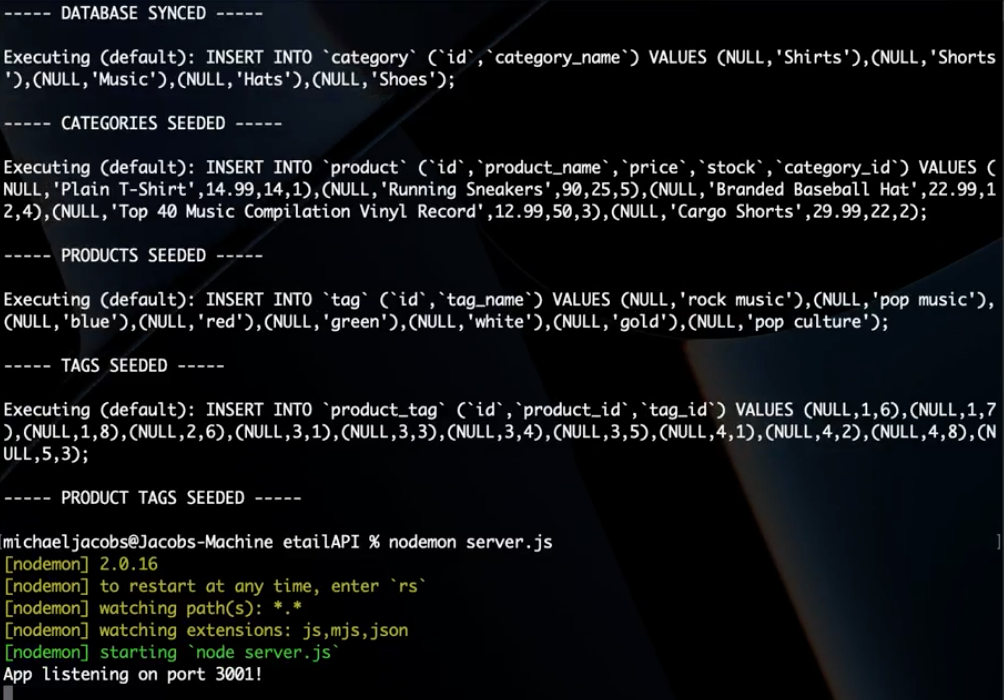 ----- DATABASE SYNCED -----
Executing (default): INSERT INTO `category` (`id`,`category_name`) VALUES (NULL,'Shirts'),(NULL,'Shorts
'),(NULL,'Music'),(NULL,'Hats'),(NULL,'Shoes');
----- CATEGORIES SEEDED -----
Executing (default): INSERT INTO `product` (`id`,`product_name`,`price`,`stock`,`category_id`) VALUES (
NULL,'Plain T-Shirt',14.99,14,1),(NULL,'Running Sneakers',90,25,5),(NULL,'Branded Baseball Hat',22.99,1
2,4),(NULL,'Top 40 Music Compilation Vinyl Record',12.99,50,3),(NULL,'Cargo Shorts',29.99,22,2);
----- PRODUCTS SEEDED -----
Executing (default): INSERT INTO `tag` (`id`,`tag_name`) VALUES (NULL,'rock music'),(NULL,'pop music'),
(NULL,'blue'),(NULL,'red'),(NULL,'green'),(NULL,'white'),(NULL,'gold'),(NULL,'pop culture');
----- TAGS SEEDED -----
Executing (default): INSERT INTO `product_tag` (`id`,`product_id`,`tag_id`) VALUES (NULL,1,6),(NULL,1,7
),(NULL,1,8),(NULL,2,6),(NULL,3,1),(NULL,3,3),(NULL,3,4),(NULL,3,5),(NULL,4,1),(NULL,4,2),(NULL,4,8),(N
ULL,5,3);
----- PRODUCT TAGS SEEDED -----
[michaeljacobs@Jacobs-Machine etailAPI % nodemon server.js ]
[nodemon] 2.0.16
[nodemon] to restart at any time, enter `rs`
[nodemon] watching path(s): *.*
[nodemon] watching extensions: js,mjs,json
[nodemon] starting `node server.js`
App listening on port 3001!